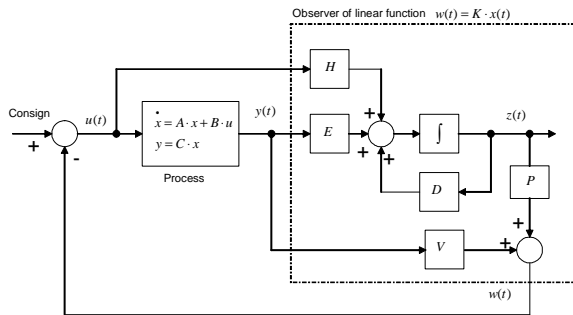 Observer of linear function w(t) = K · x(t)
H
Consign
u(t)
ẋ = A · x + B · u
y = C · x
y(t)
E
∫
z(t)
+
+
+
+
-
Process
D
P
+
+
V
w(t)